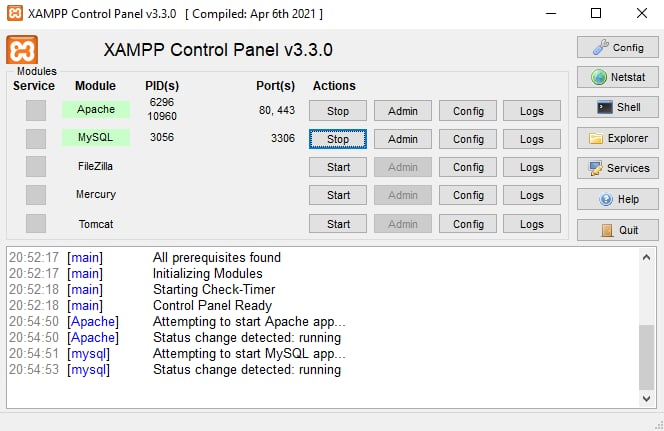 XAMPP Control Panel v3.3.0 [ Compiled: Apr 6th 2021 ]
XAMPP Control Panel v3.3.0
Config
Modules
Service Module PID(s) Port(s) Actions
Netstat
Apache 6296 10960 80, 443 Stop Admin Config Logs
Shell
MySQL 3056 3306 Stop Admin Config Logs
Explorer
FileZilla Start Admin Config Logs
Services
Mercury Start Admin Config Logs
Help
Tomcat Start Admin Config Logs
Quit
20:52:17 [main] All prerequisites found
20:52:17 [main] Initializing Modules
20:52:18 [main] Starting Check-Timer
20:52:18 [main] Control Panel Ready
20:54:50 [Apache] Attempting to start Apache app...
20:54:50 [Apache] Status change detected: running
20:54:51 [mysql] Attempting to start MySQL app...
20:54:53 [mysql] Status change detected: running